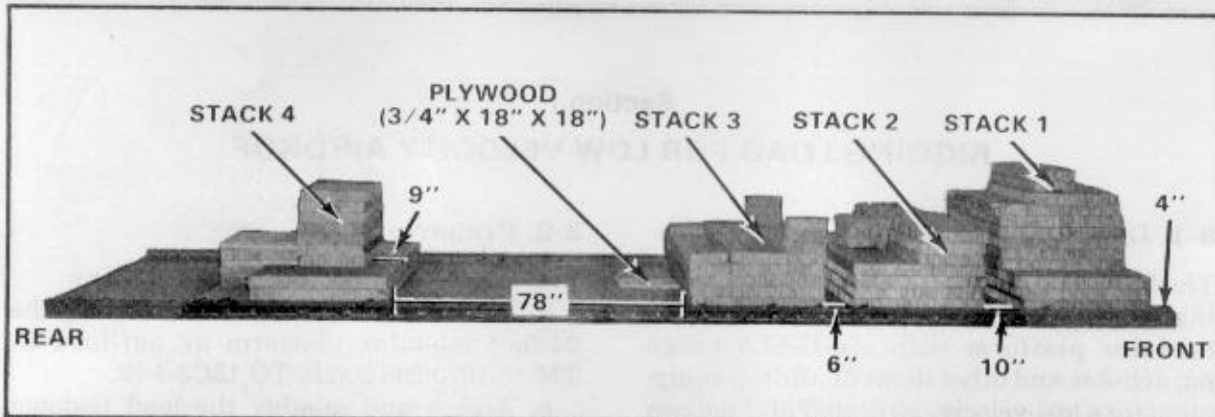 STACK 4
PLYWOOD
(3/4" X 18" X 18")
STACK 3
STACK 2
STACK 1
9"
4"
78"
REAR
6"
10"
FRONT